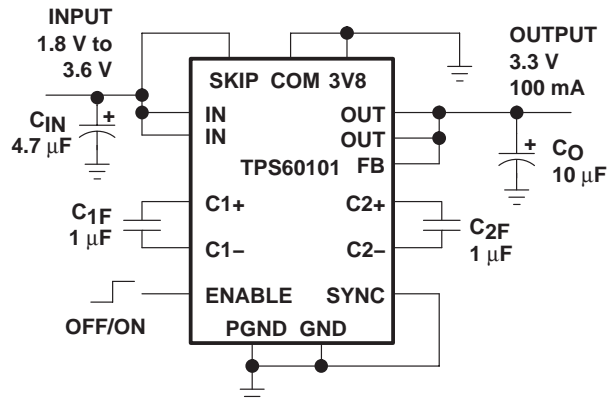 INPUT
1.8 V to
3.6 V
OUTPUT
3.3 V
100 mA
SKIP COM 3V8
IN
IN
OUT
OUT
TPS60101 FB
CIN
+
4.7 μF
+
CO
10 μF
C1F
1 μF
C1+
C1−
C2+
C2−
C2F
1 μF
ENABLE SYNC
OFF/ON
PGND GND